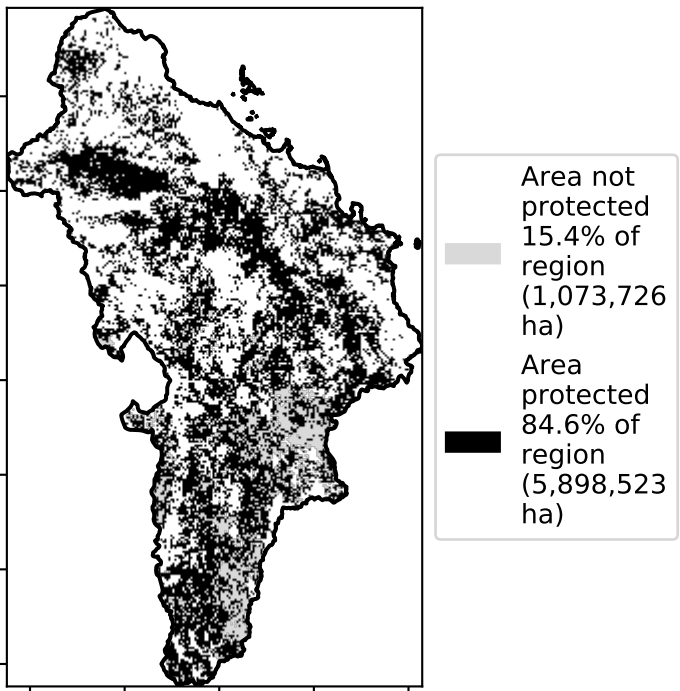 Area not
protected
15.4% of
region
(1,073,726
ha)
Area
protected
84.6% of
region
(5,898,523
ha)